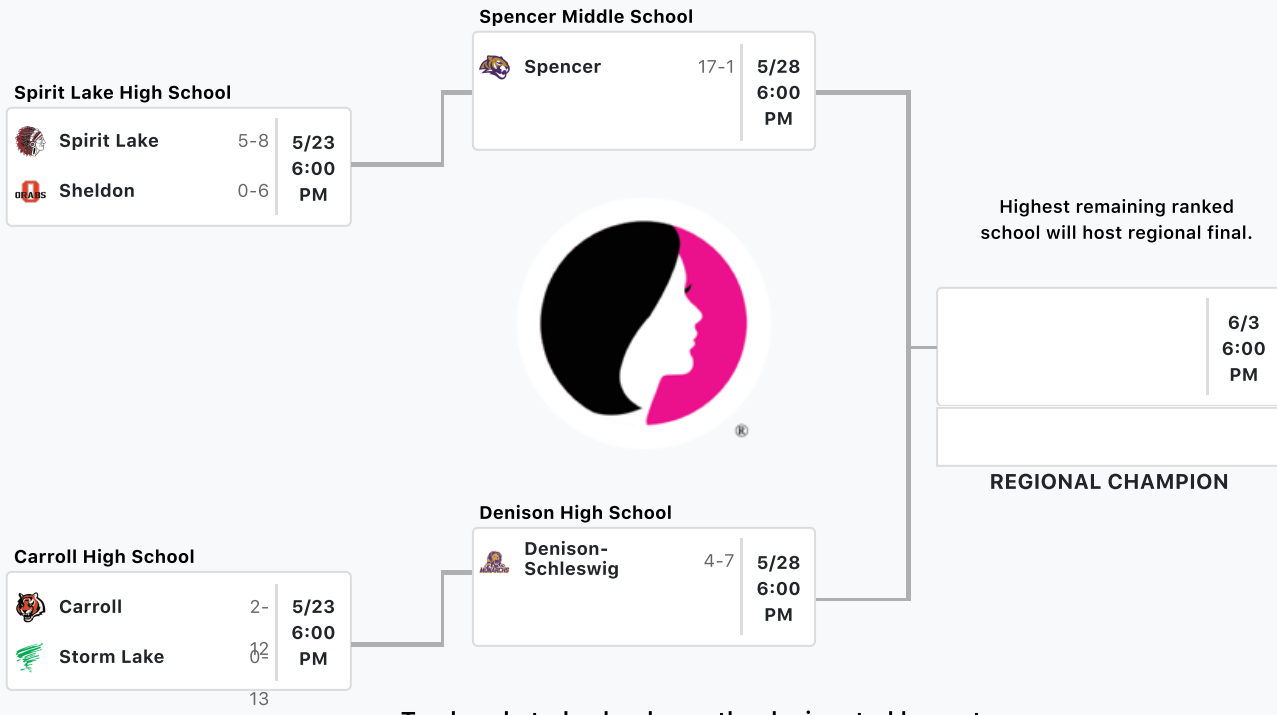 Spencer Middle School
Spencer 17-1
5/28
6:00
PM
Spirit Lake High School
Spirit Lake 5-8
Sheldon 0-6
5/23
6:00
PM
ORABS
Highest remaining ranked
school will host regional final.
6/3
6:00
PM
REGIONAL CHAMPION
®
Denison High School
Denison-
Schleswig 4-7
MONARCHS
5/28
6:00
PM
Carroll High School
Carroll 2-
12
Storm Lake 0-
13
5/23
6:00
PM